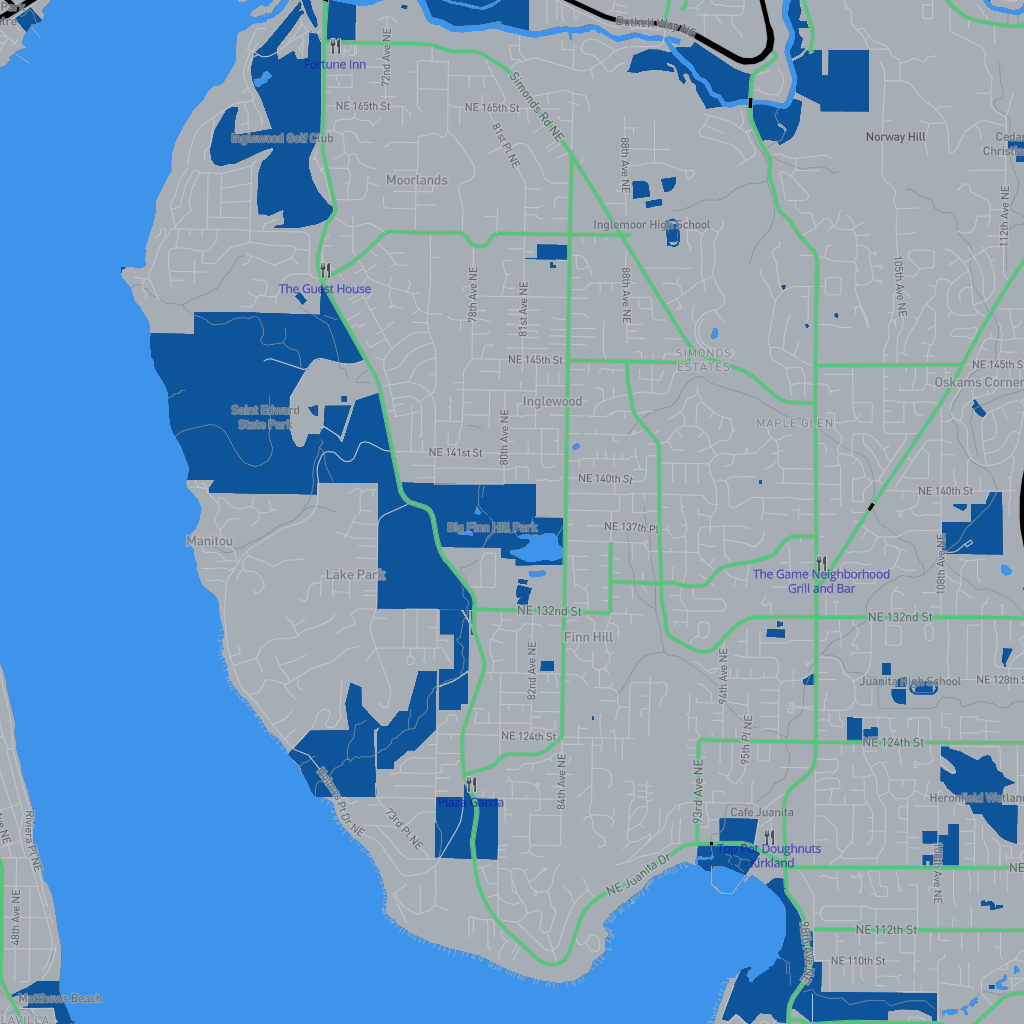 Bothell Way NE
72nd Ave NE
Fortune Inn
Simonds Rd NE
NE 165th St
NE 165th St
Inglewood Golf Club
81st Pl NE
88th Ave NE
Norway Hill
Cedar
Christian
Moorlands
112th Ave NE
Inglemoor High School
105th Ave NE
The Guest House
78th Ave NE
81st Ave NE
88th Ave NE
NE 145th St
SIMONDS
ESTATES
NE 145th St
Oskams Corner
Inglewood
Saint Edward
State Park
80th Ave NE
MAPLE GLEN
NE 141st St
NE 140th St
NE 140th St
Big Finn Hill Park
NE 137th Pl
Manitou
Lake Park
The Game Neighborhood
Grill and Bar
108th Ave NE
NE 132nd St
NE 132nd St
Finn Hill
82nd Ave NE
94th Ave NE
Juanita High School
NE 128th St
NE 124th St
95th Pl NE
NE 124th St
Holmes Pt Dr NE
73rd Pl NE
Plaza Garcia
84th Ave NE
93rd Ave NE
Cafe Juanita
Heronfield Wetlands
Riviera Pl NE
Top Pot Doughnuts
Kirkland
NE Juanita Dr
NE
48th Ave NE
98th Ave NE
NE 112th St
NE 110th St
Matthews Beach
LAVILLA